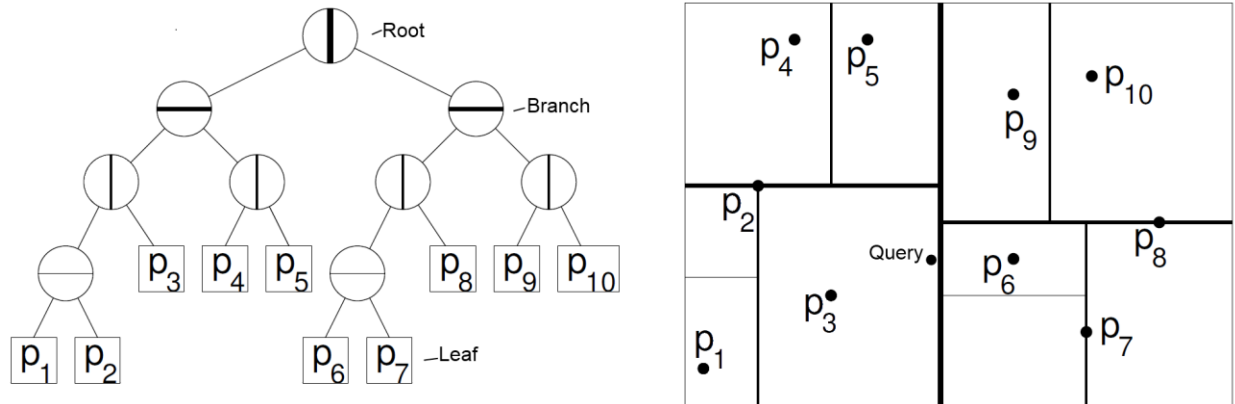 Root
Branch
p3 p4 p5 p8 p9 p10
p1 p2 p6 p7 Leaf
p4 p5 p10
p9
p2
p8
Query p6
p3
p7
p1